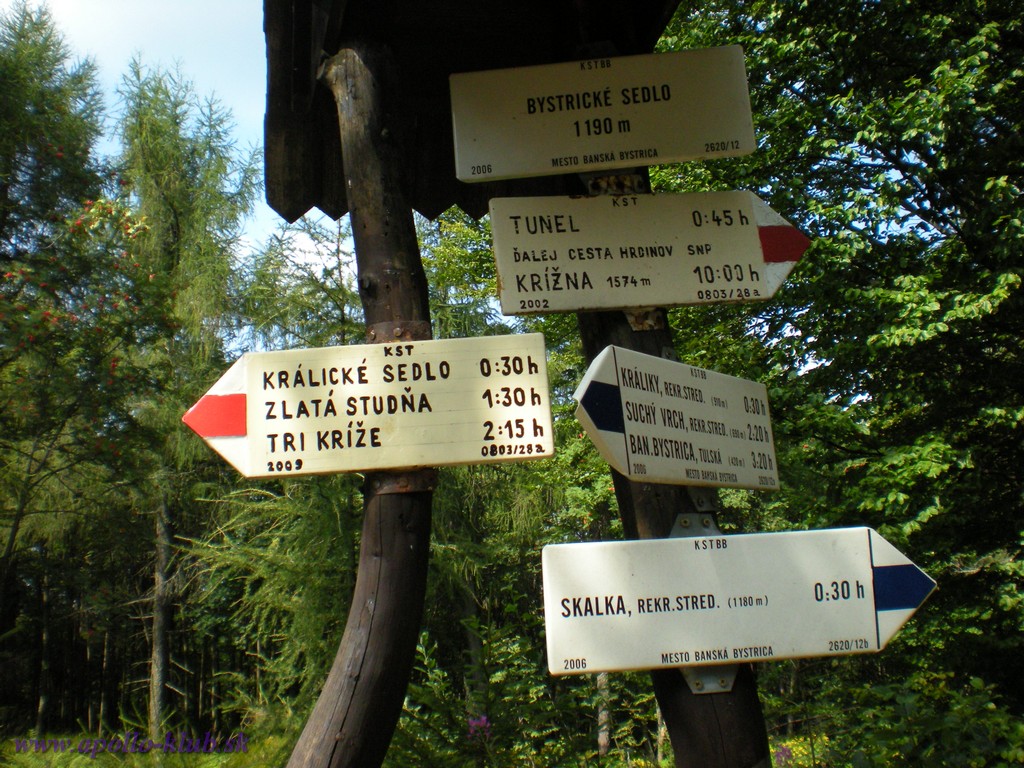 KSTBB
BYSTRICKÉ SEDLO
1190 m
2006 MESTO BANSKÁ BYSTRICA 2620/12
KST
TUNEL 0:45 h
ĎALEJ CESTA HRDINOV SNP
KRÍŽNA 1574 m 10:00 h
2002 0803/28a
KST
KRÁLICKÉ SEDLO 0:30 h
ZLATÁ STUDŇA 1:30 h
TRI KRÍŽE 2:15 h
2009 0803/28a
KSTBB
KRÁLIKY, REKR.STRED. (910 m) 0:30 h
SUCHÝ VRCH, REKR.STRED. 2:20 h
BAN.BYSTRICA, TULSKÁ (420 m) 3:20 h
2006 MESTO BANSKÁ BYSTRICA 2620/12b
KSTBB
SKALKA, REKR.STRED. (1180 m) 0:30 h
2006 MESTO BANSKÁ BYSTRICA 2620/12b
www.apollo-klub.sk